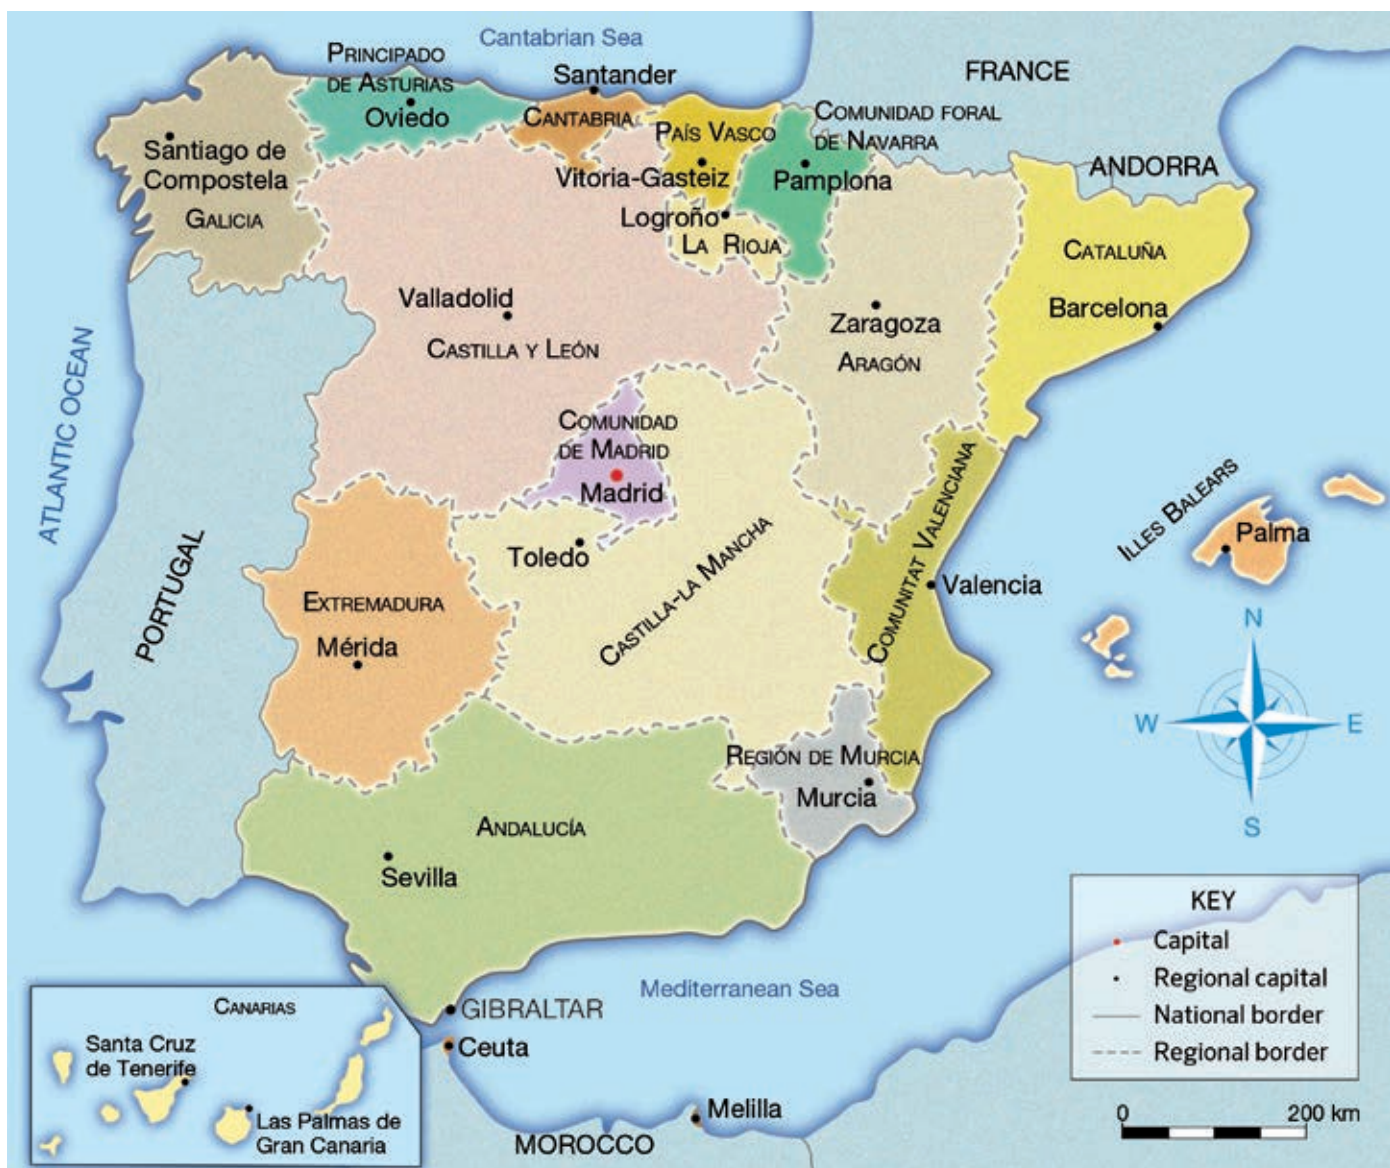 Cantabrian Sea
PRINCIPADO
DE ASTURIAS
Oviedo
Santander
CANTABRIA
FRANCE
PAÍS VASCO
Vitoria-Gasteiz
COMUNIDAD FORAL
DE NAVARRA
Pamplona
ANDORRA
Santiago de
Compostela
GALICIA
Logroño
LA RIOJA
CATALUÑA
Barcelona
Valladolid
CASTILLA Y LEÓN
Zaragoza
ARAGÓN
ATLANTIC OCEAN
COMUNIDAD
DE MADRID
Madrid
PORTUGAL
Toledo
CASTILLA-LA MANCHA
COMUNITAT VALENCIANA
Valencia
ILLES BALEARS
Palma
EXTREMADURA
Mérida
N
W
E
S
REGIÓN DE MURCIA
Murcia
ANDALUCÍA
Sevilla
Mediterranean Sea
GIBRALTAR
Ceuta
Melilla
MOROCCO
CANARIAS
Santa Cruz
de Tenerife
Las Palmas de
Gran Canaria
KEY
Capital
Regional capital
National border
Regional border
0 200 km